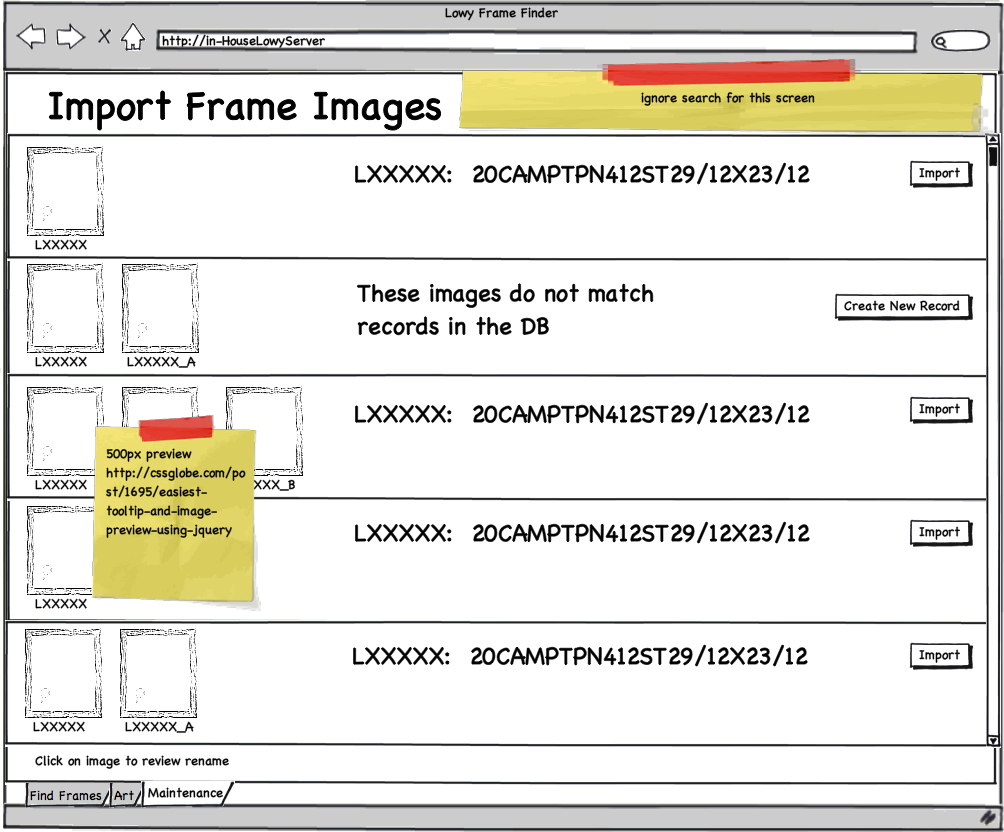 Lowy Frame Finder
http://in-HouseLowyServer
Import Frame Images
ignore search for this screen
LXXXXX: 20CAMPTPN412ST29/12X23/12
Import
LXXXXX
These images do not match
records in the DB
Create New Record
LXXXXX
LXXXXX_A
LXXXXX: 20CAMPTPN412ST29/12X23/12
Import
LXXXXX
XXX_B
500px preview
http://cssglobe.com/po
st/1695/easiest-
tooltip-and-image-
preview-using-jquery
LXXXXX: 20CAMPTPN412ST29/12X23/12
Import
LXXXXX
LXXXXX: 20CAMPTPN412ST29/12X23/12
Import
LXXXXX
LXXXXX_A
Click on image to review rename
Find Frames
Art
Maintenance